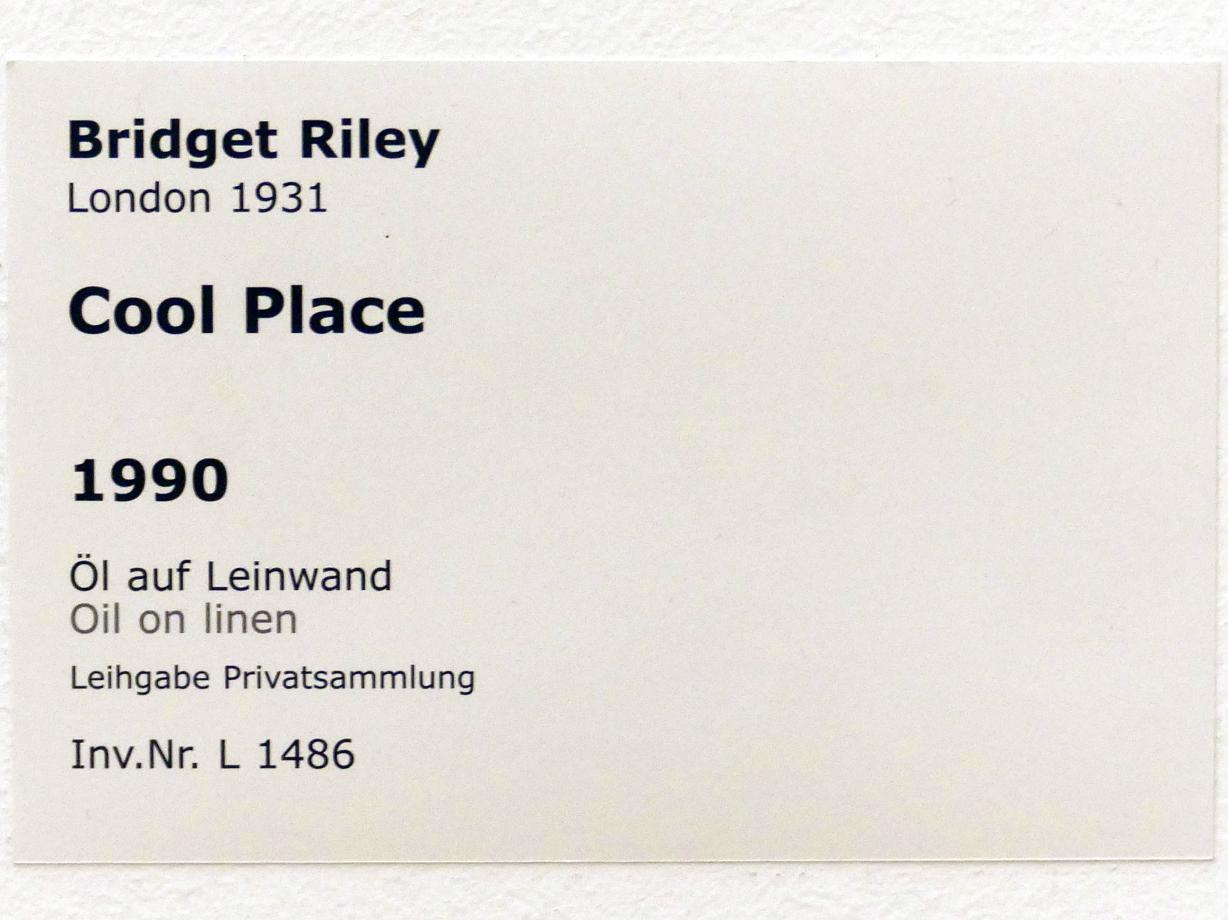 Bridget Riley
London 1931
Cool Place
1990
Öl auf Leinwand
Oil on linen
Leihgabe Privatsammlung
Inv.Nr. L 1486